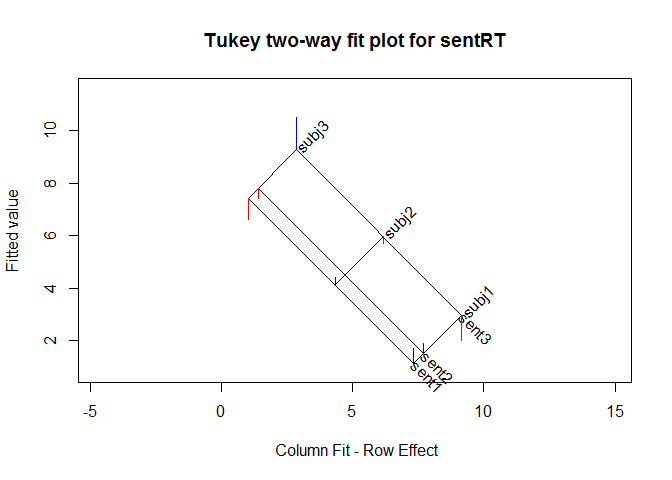 Tukey two-way fit plot for sentRT
Fitted value
10
8
6
4
2
subj3
subj2
subj1
sent3
sent2
sent1
-5
0
5
10
15
Column Fit - Row Effect